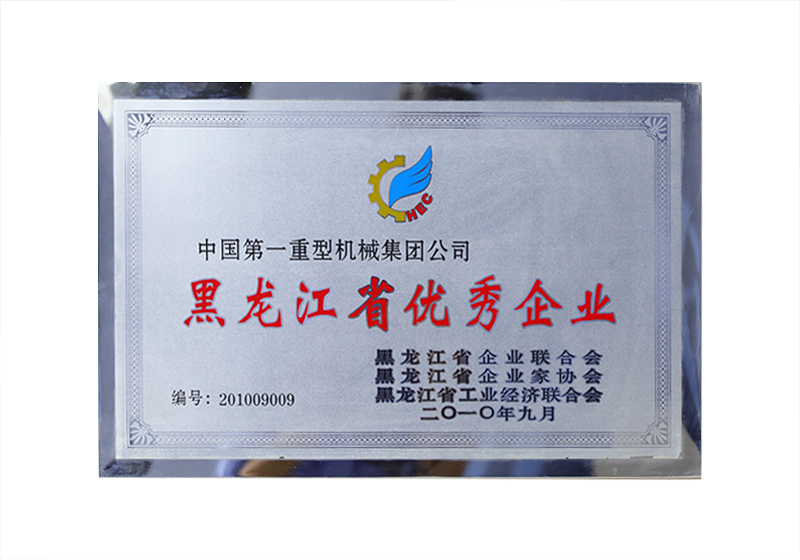 HEC
中国第一重型机械集团公司
黑龙江省优秀企业
黑龙江省企业联合会
黑龙江省企业家协会
编号：201009009
黑龙江省工业经济联合会
二〇一〇年九月